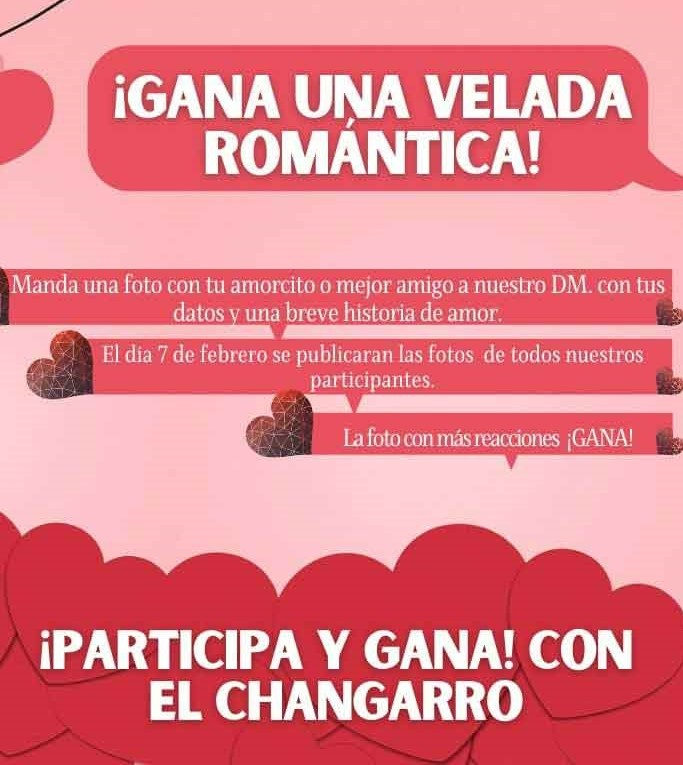 ¡GANA UNA VELADA
ROMÁNTICA!
Manda una foto con tu amorcito o mejor amigo a nuestro DM. con tus
datos y una breve historia de amor.
El día 7 de febrero se publicaran las fotos de todos nuestros
participantes.
La foto con más reacciones ¡GANA!
¡PARTICIPA Y GANA! CON
EL CHANGARRO